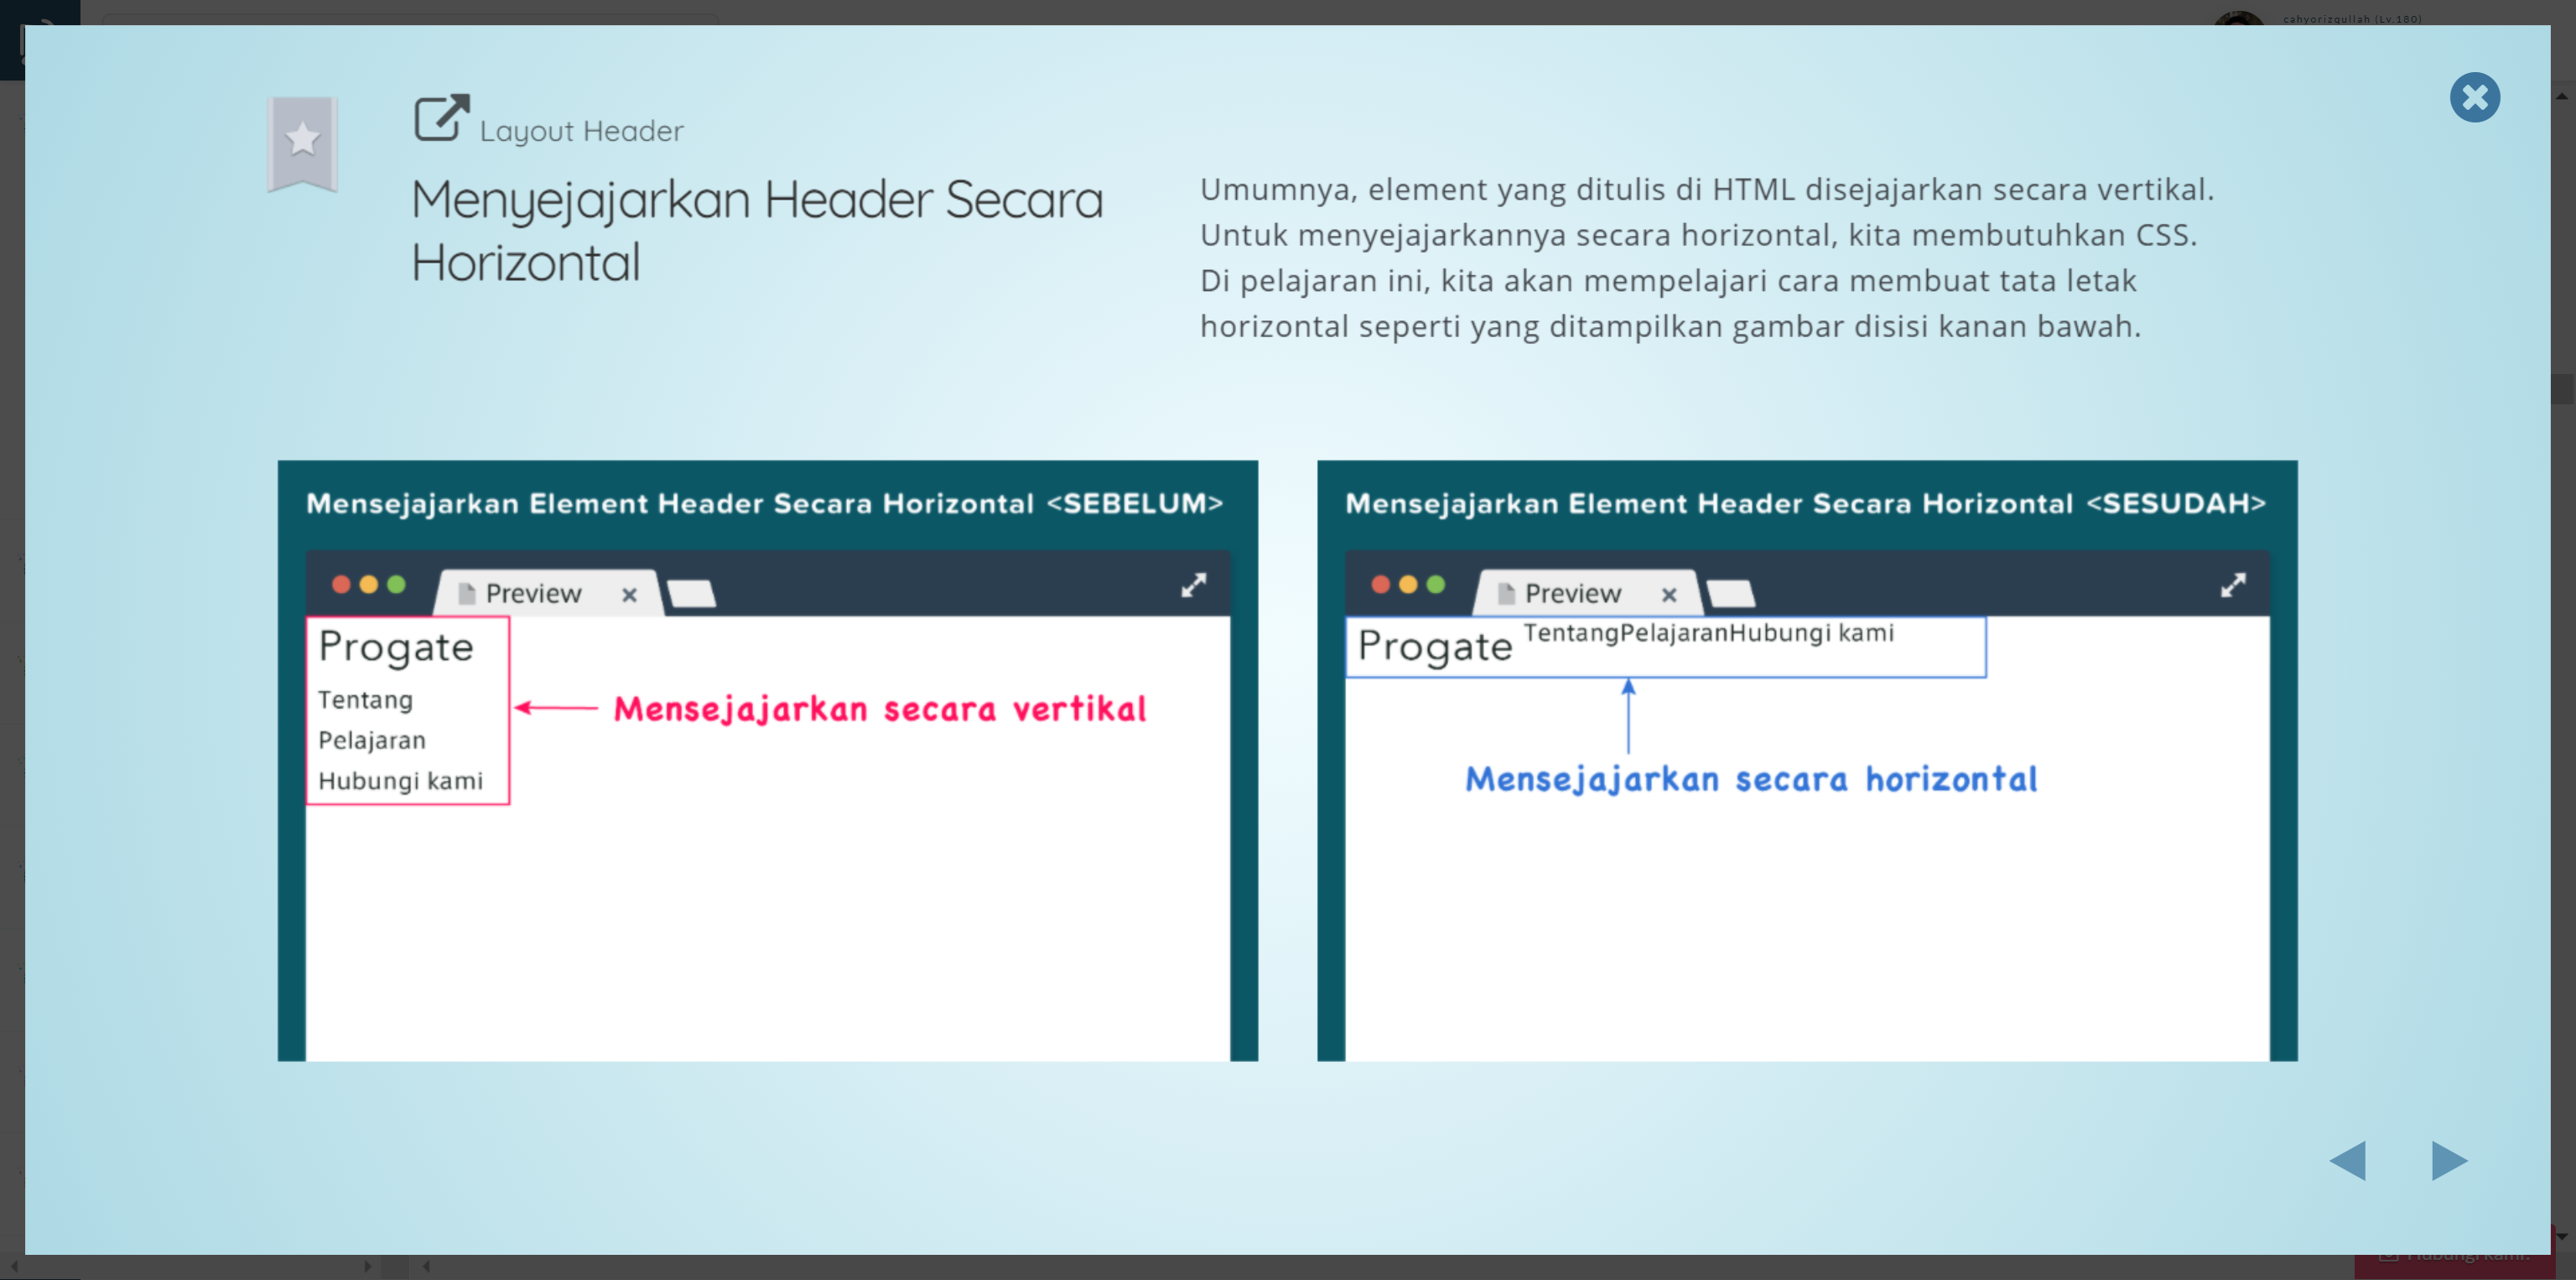 cahyorizqullah (Lv.180)
Layout Header
Menyejajarkan Header Secara
Horizontal
Umumnya, element yang ditulis di HTML disejajarkan secara vertikal.
Untuk menyejajarkannya secara horizontal, kita membutuhkan CSS.
Di pelajaran ini, kita akan mempelajari cara membuat tata letak
horizontal seperti yang ditampilkan gambar disisi kanan bawah.
Mensejajarkan Element Header Secara Horizontal <SEBELUM>
Preview
Progate
Tentang
Pelajaran
Hubungi kami
Mensejajarkan secara vertikal
Mensejajarkan Element Header Secara Horizontal <SESUDAH>
Preview
Progate TentangPelajaranHubungi kami
Mensejajarkan secara horizontal
Hubungi kami